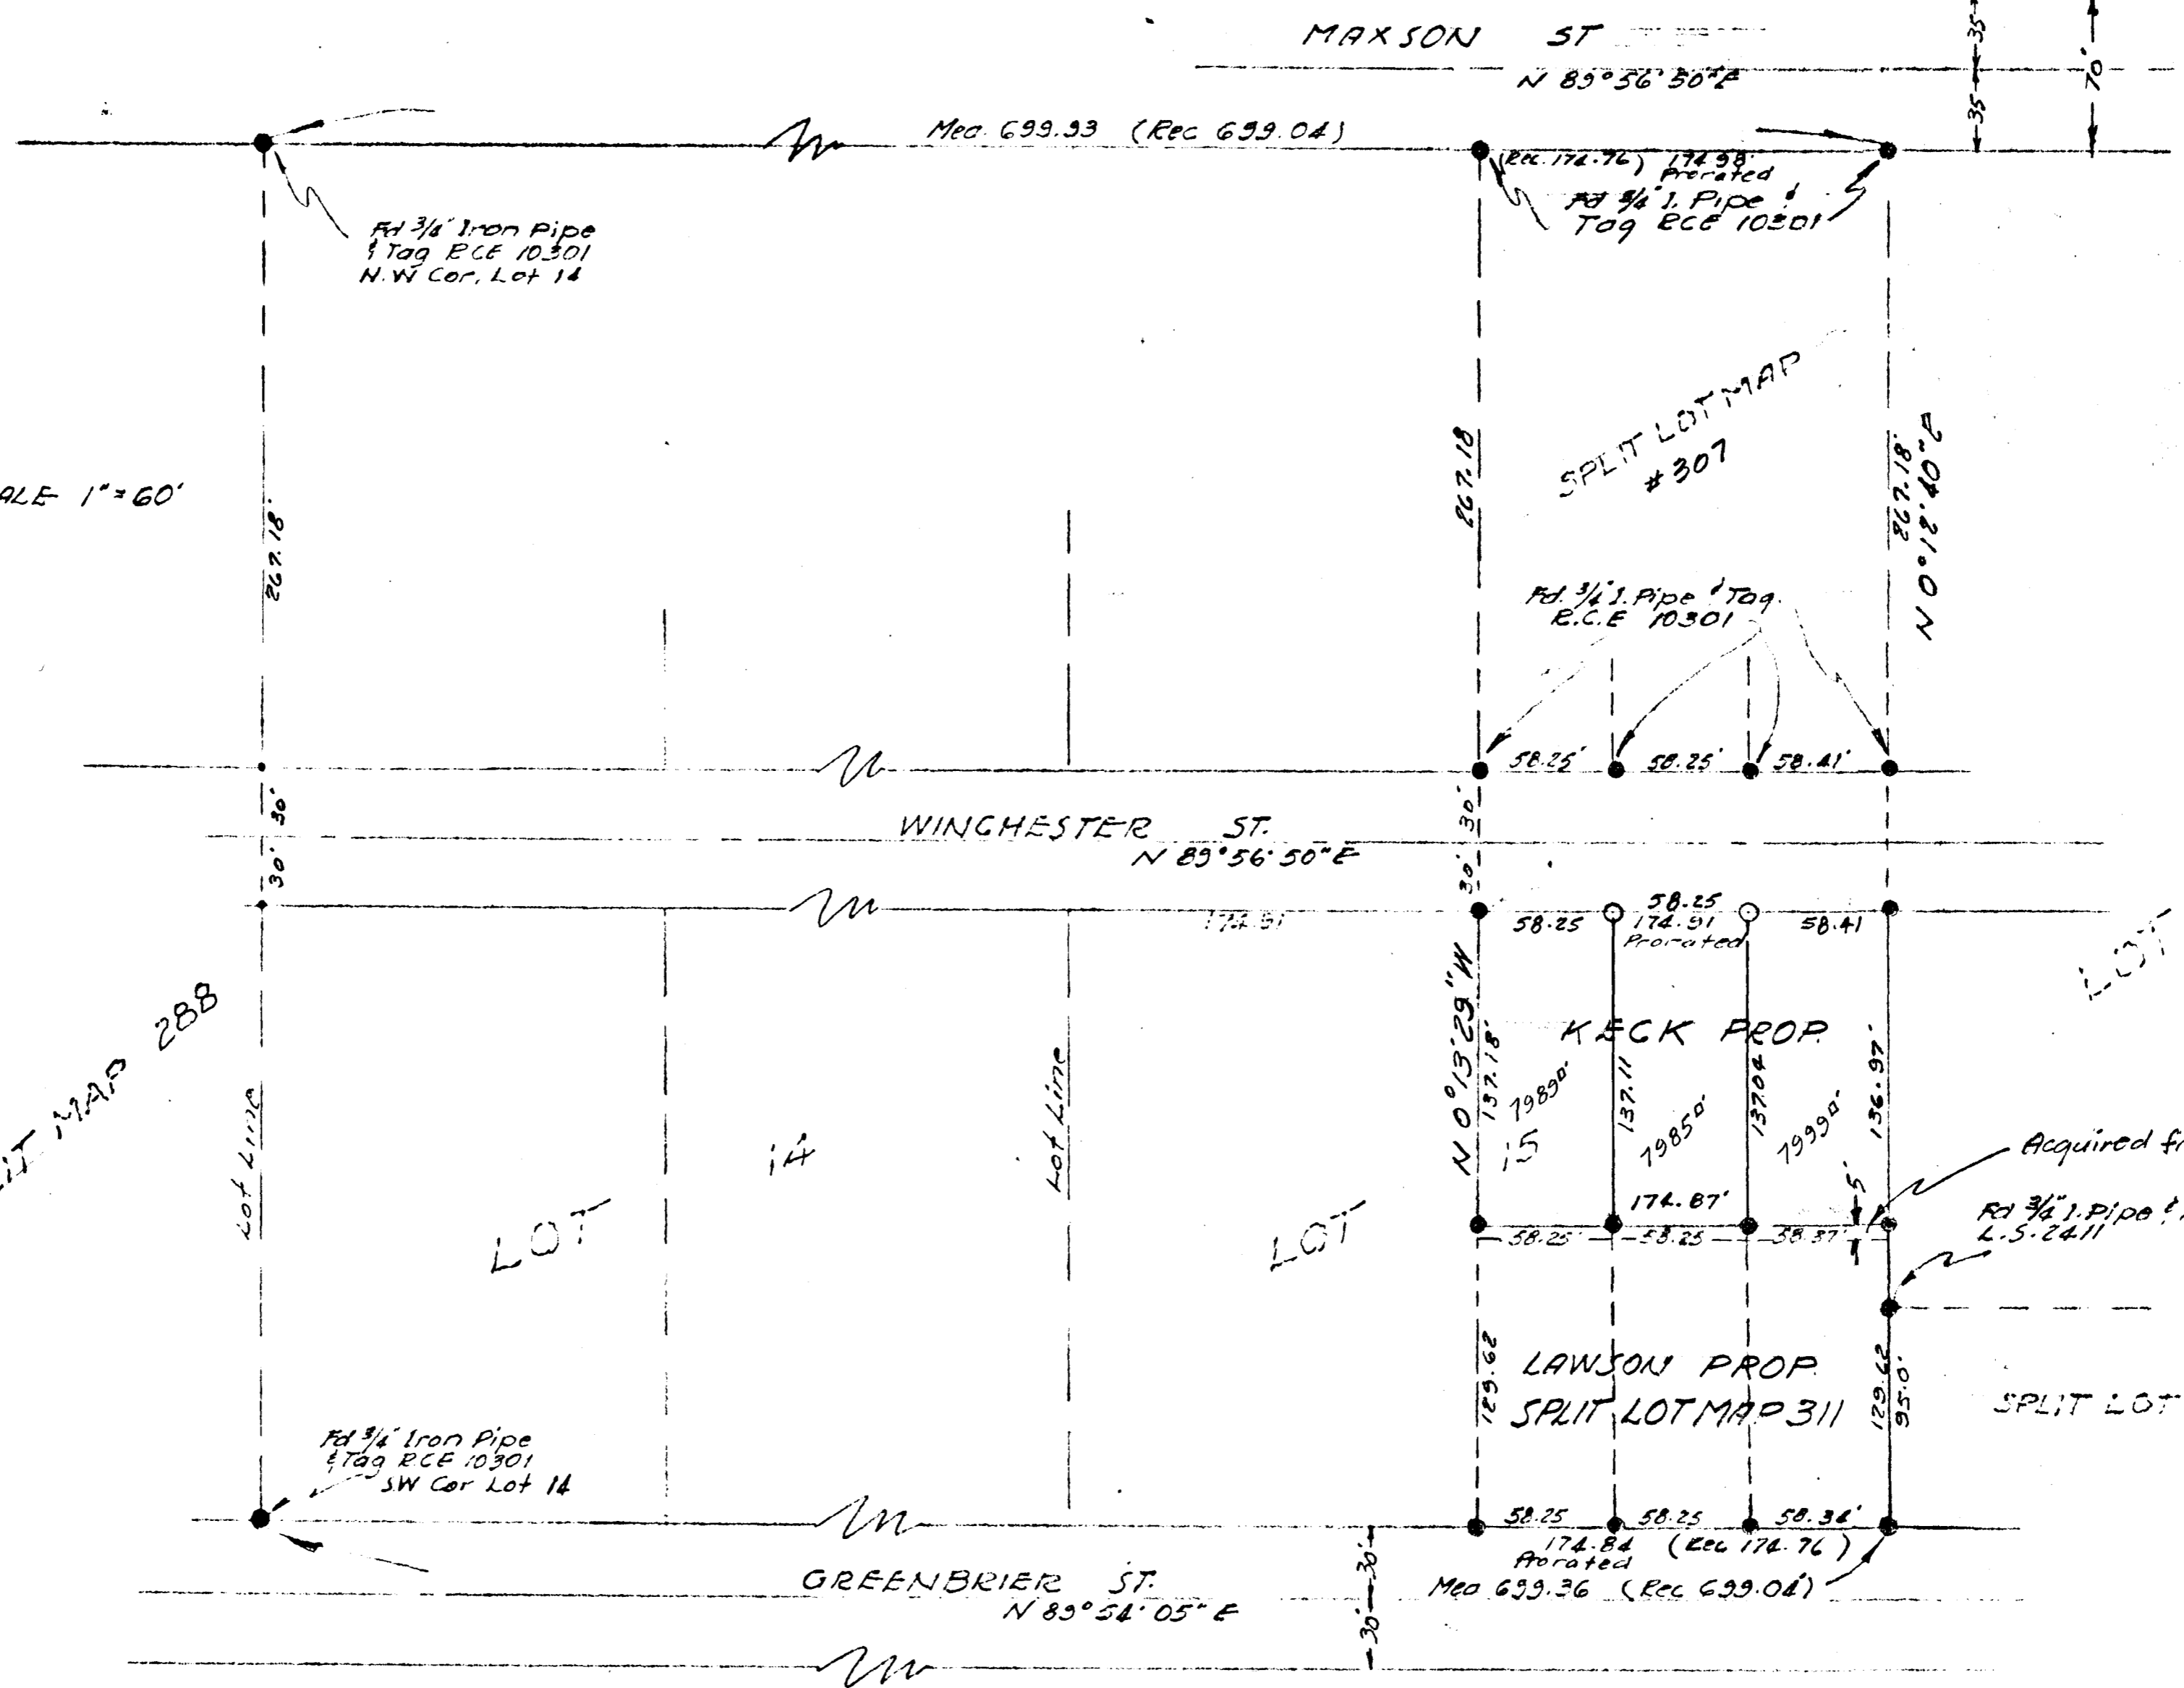 MAXSON ST
N 89°56'50"E
35
35
70'
Mea. 699.93 (Rec 699.04)
(Rec. 174.76) 174.98'
Prorated
Fd 3/4" I. Pipe &
Tag RCE 10301
Fd 3/4" Iron Pipe
& Tag RCE 10301
N.W Cor, Lot 14
SPLIT LOT MAP
#307
ALE 1"=60'
267.18'
267.18
267.18'
N 0°12'40"E
Fd. 3/4 I. Pipe & Tag.
R.C.E 10301
58.25' 58.25' 58.41'
30'
30'
30'
30'
WINCHESTER ST.
N 89°56'50"E
174.91
58.25
58.25 174.91 58.41
Prorated
LOT
MAP 288
N 0°13'29"W
137.18'
KECK PROP.
7989
137.11
7985
137.04
7999
136.97'
15
14
Lot Line
Lot Line
LOT
LOT
174.87'
58.25' 58.25 58.87'
5'
Acquired
Fd 3/4" I. Pipe &
L.S. 2411
129.62
LAWSON PROP.
SPLIT LOT MAP 311
129.62
95.0'
SPLIT LOT
Fd 3/4" Iron Pipe
& Tag RCE 10301
SW Cor Lot 14
58.25 58.25 58.34'
174.84 (Rec 174.76)
Prorated
Mea 699.36 (Rec 699.04)
GREENBRIER ST.
N 89°54'05"E
30'
30'